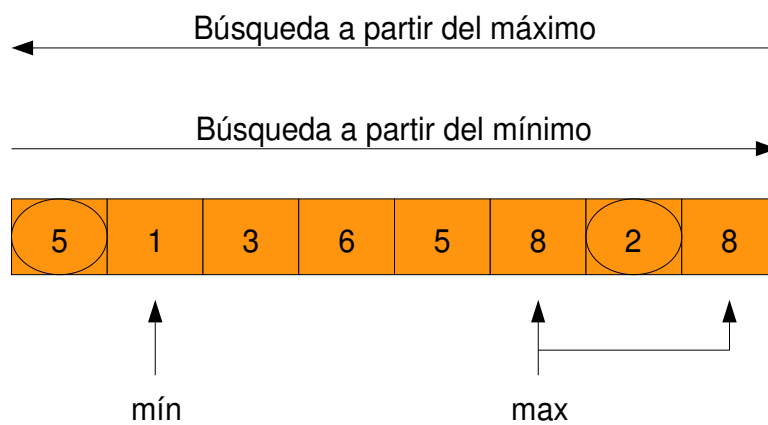 Búsqueda a partir del máximo
Búsqueda a partir del mínimo
5 1 3 6 5 8 2 8
mín max